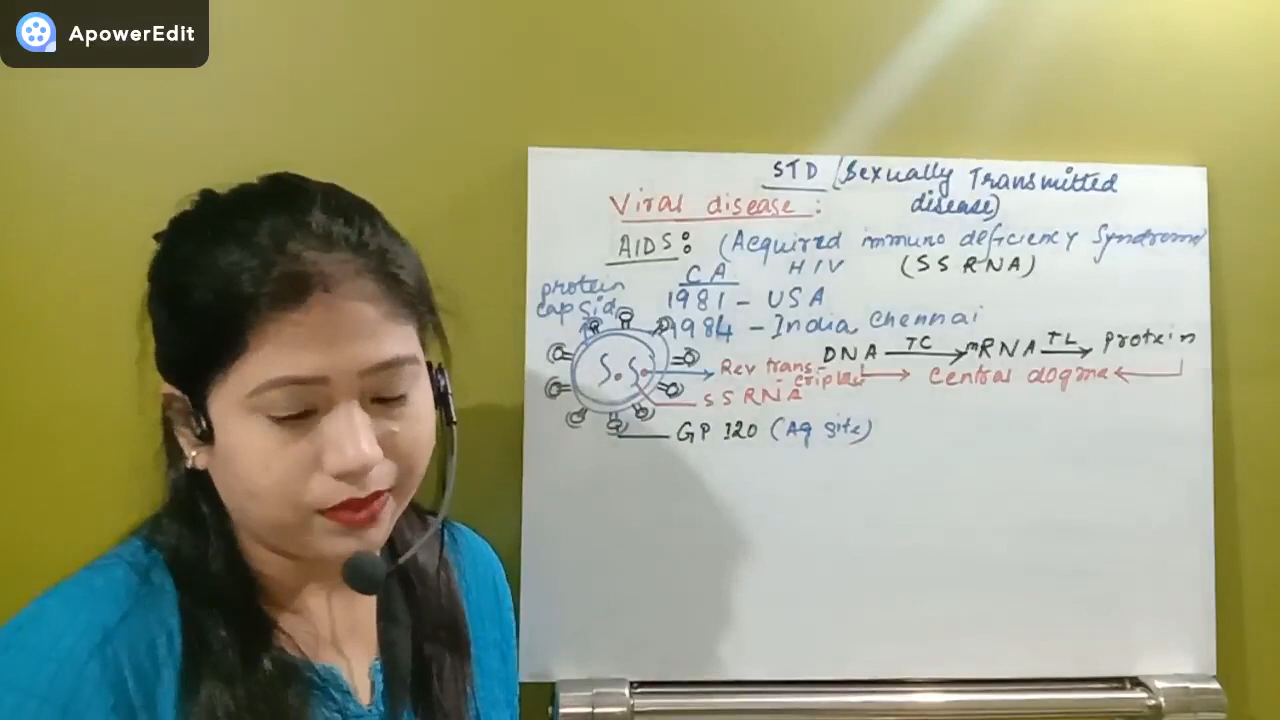 ApowerEdit
STD (Sexually Transmitted
disease)
Viral disease :
AIDS : (Acquired immuno deficiency Syndrome)
CA HIV (SSRNA)
protein
capsid
1981 - USA
1984 - India Chennai
DNA TC mRNA TL protein
Rev trans-
criptase
central dogma
SSRNA
GP 120 (Ag site)